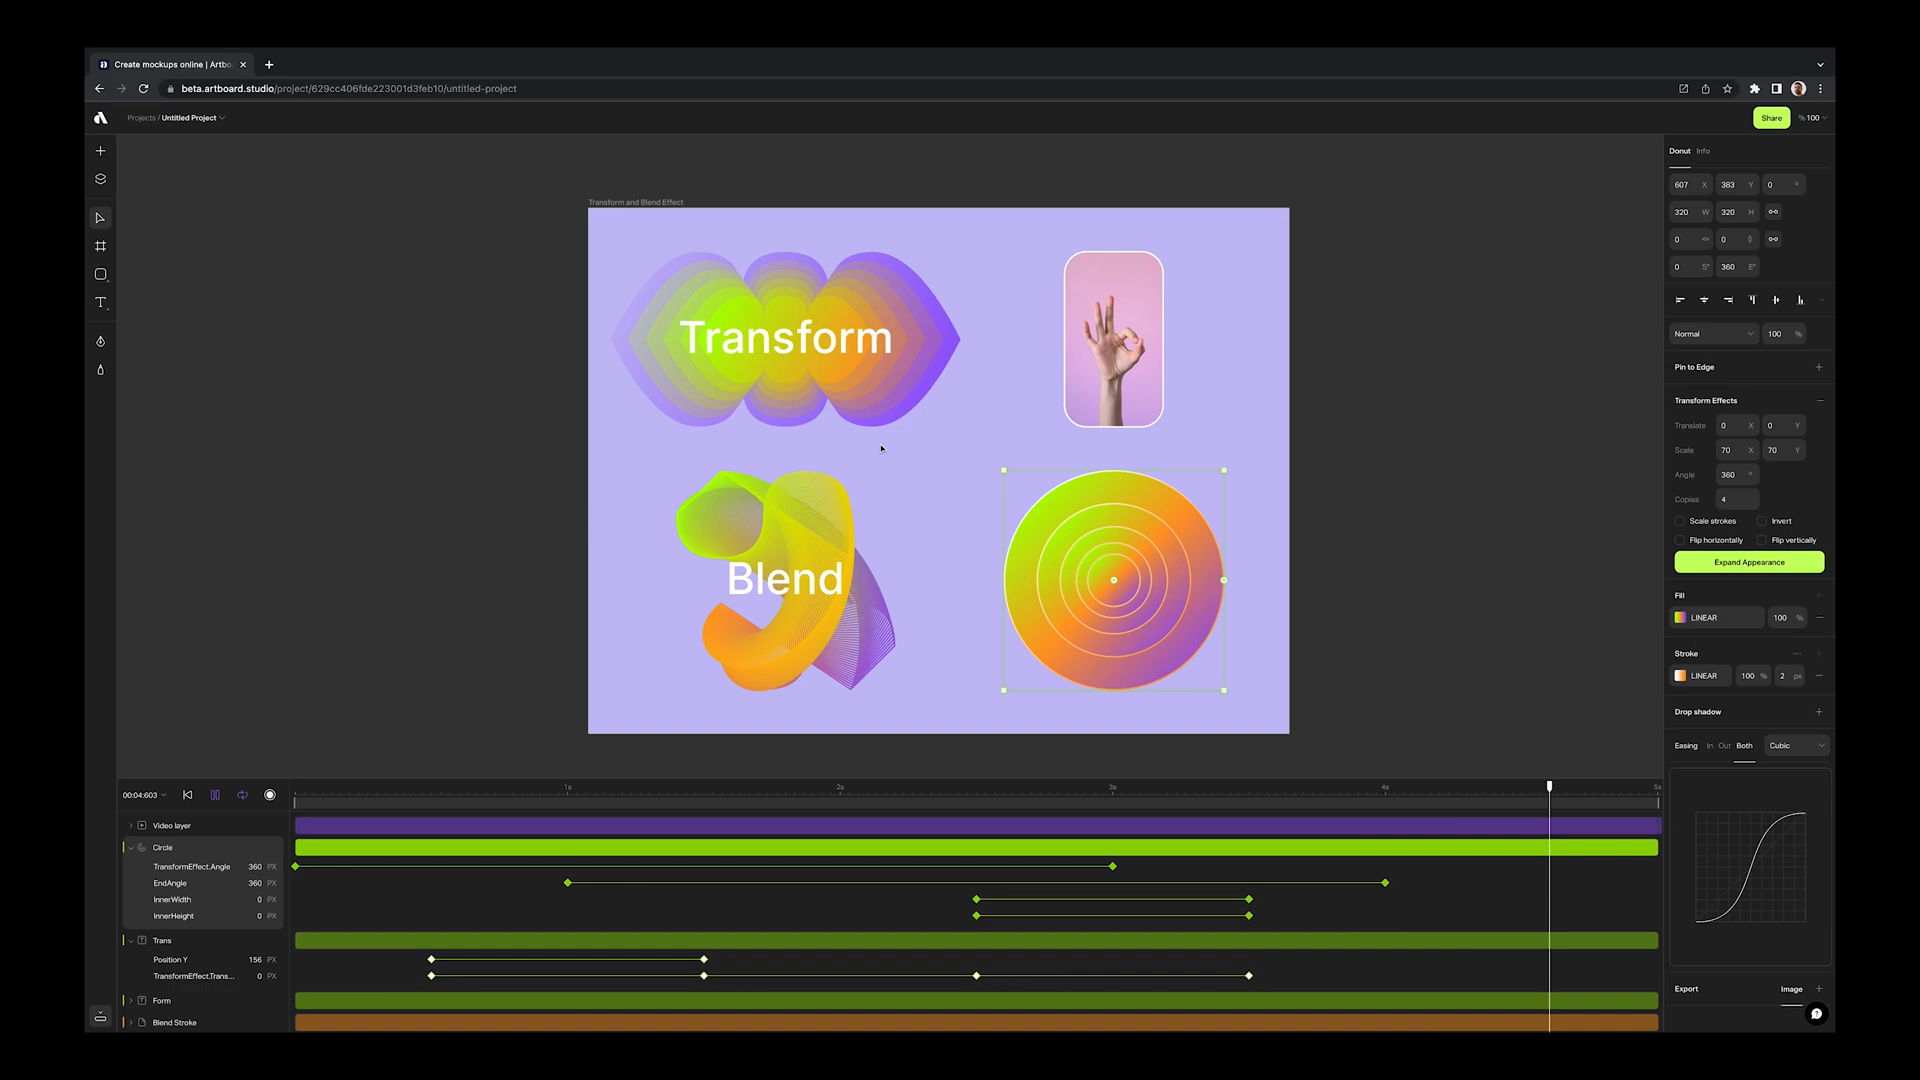 Create mockups online | Artbo
beta.artboard.studio/project/629cc406fde223001d3feb10/untitled-project
Projects / Untitled Project
Share
% 100
Donut Info
607 X 383 Y 0 °
320 W 320 H
0 0
0 S° 360 E°
Normal 100 %
Pin to Edge
Transform Effects
Translate 0 X 0 Y
Scale 70 X 70 Y
Angle 360 °
Copies 4
Scale strokes Invert
Flip horizontally Flip vertically
Expand Appearance
Fill
LINEAR 100 %
Stroke
LINEAR 100 % 2 px
Drop shadow
Easing In Out Both Cubic
Export Image
Transform and Blend Effect
Transform
Blend
00:04:603
1s 2s 3s 4s 5s
Video layer
Circle
TransformEffect.Angle 360 PX
EndAngle 360 PX
InnerWidth 0 PX
InnerHeight 0 PX
Trans
Position Y 156 PX
TransformEffect.Trans... 0 PX
Form
Blend Stroke